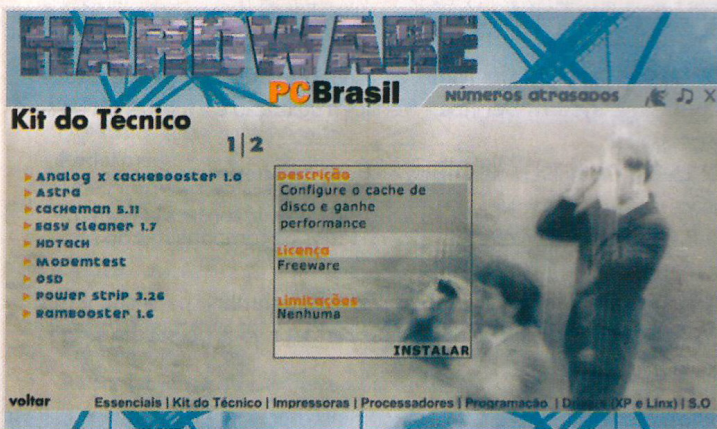 HARDWARE
PCBrasil
Números atrasados
X
Kit do Técnico
1|2
Analog x cachebooster 1.0
Astra
cacheman 5.11
easy cleaner 1.7
HDTach
Modemtest
OSD
Power strip 3.26
rambooster 1.6
Descrição
Configure o cache de
disco e ganhe
performance
Licença
Freeware
Limitações
Nenhuma
INSTALAR
voltar
Essenciais | Kit do Técnico | Impressoras | Processadores | Programação | Drivers (XP e Linx) | S.O